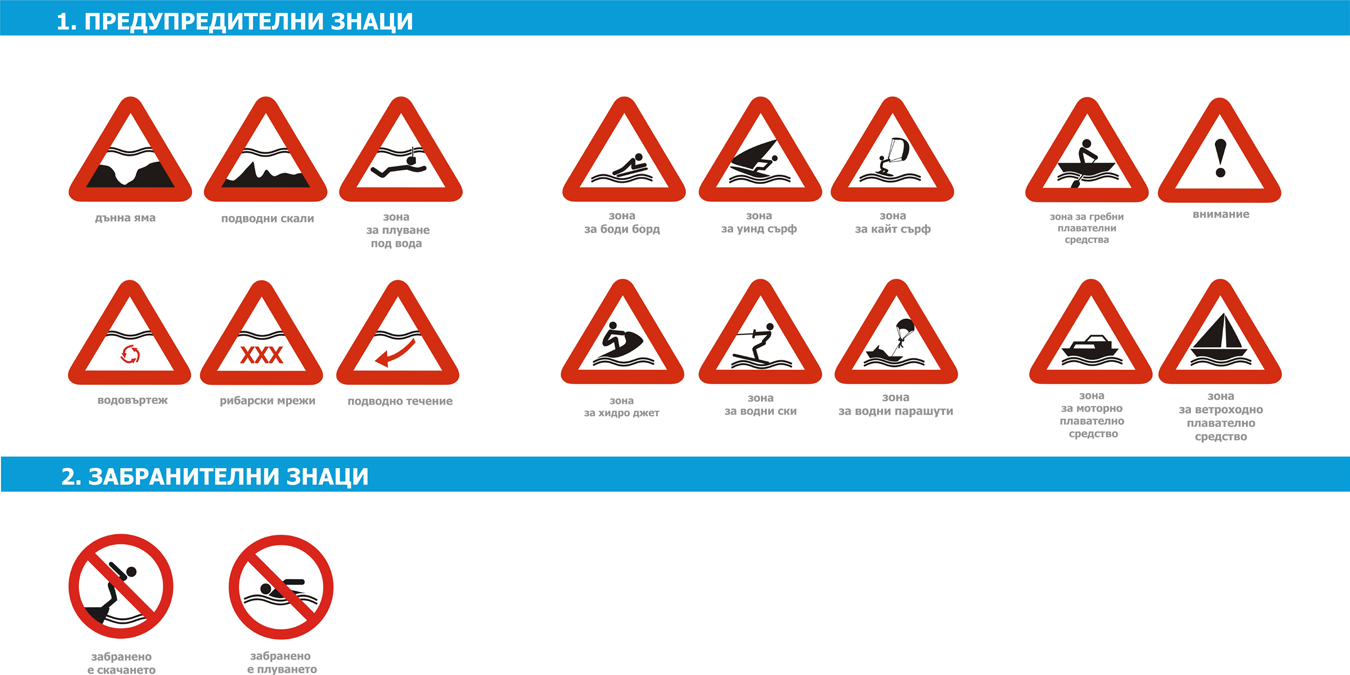 1. ПРЕДУПРЕДИТЕЛНИ ЗНАЦИ
дънна яма
подводни скали
зона
за плуване
под вода
зона
за боди борд
зона
за уинд сърф
зона
за кайт сърф
зона за гребни
плавателни
средства
внимание
XXX
водовъртеж
рибарски мрежи
подводно течение
зона
за хидро джет
зона
за водни ски
зона
за водни парашути
зона
за моторно
плавателно
средство
зона
за ветроходно
плавателно
средство
2. ЗАБРАНИТЕЛНИ ЗНАЦИ
забранено
е скачането
забранено
е плуването